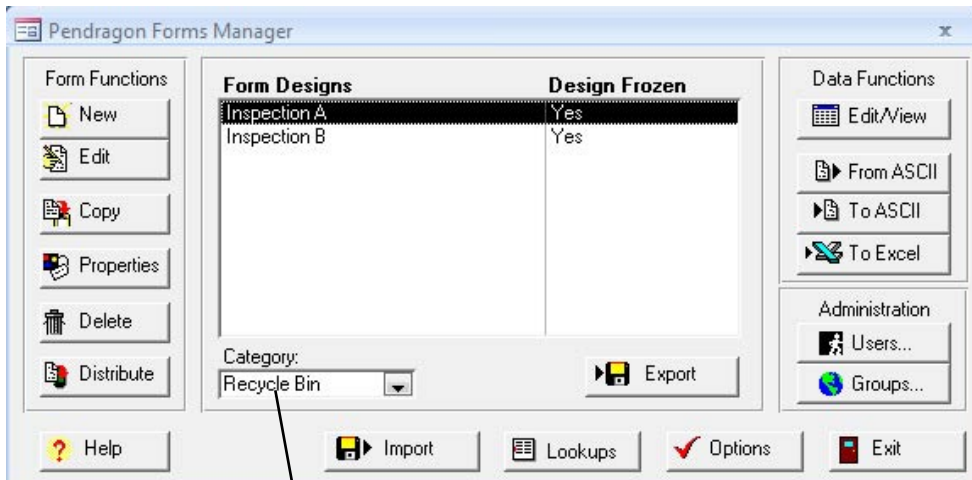 Pendragon Forms Manager
x
Form Functions
New
Edit
Copy
Properties
Delete
Distribute
Form Designs Design Frozen
Inspection A Yes
Inspection B Yes
Category:
Recycle Bin
Export
Data Functions
Edit/View
From ASCII
To ASCII
To Excel
Administration
Users...
Groups...
? Help
Import
Lookups
Options
Exit